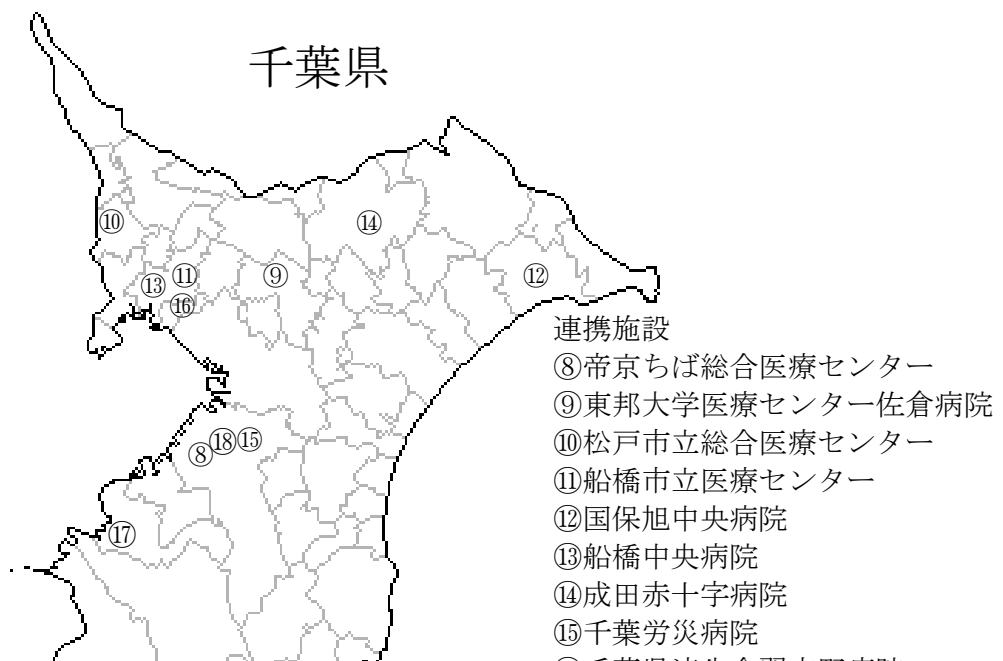 千葉県
⑩
⑭
⑬
⑪
⑨
⑫
⑯
連携施設
⑧帝京ちば総合医療センター
⑨東邦大学医療センター佐倉病院
⑩松戸市立総合医療センター
⑪船橋市立医療センター
⑫国保旭中央病院
⑬船橋中央病院
⑭成田赤十字病院
⑮千葉労災病院
⑧
⑱
⑮
⑰